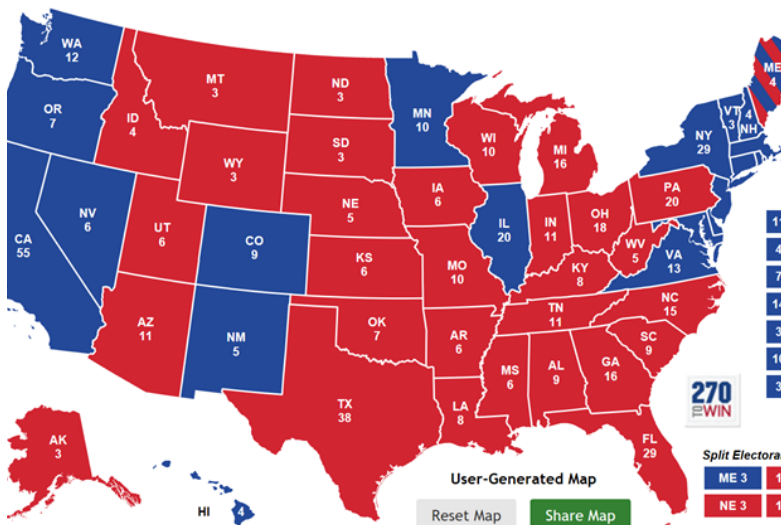 WA
12
MT
3
ND
3
MN
10
ME
4
OR
7
ID
4
SD
3
WI
10
MI
16
NY
29
VT
3
4
NH
WY
3
NE
5
IA
6
PA
20
NV
6
UT
6
CO
9
KS
6
IL
20
IN
11
OH
18
WV
5
VA
13
CA
55
MO
10
KY
8
AZ
11
NM
5
OK
7
AR
6
TN
11
NC
15
TX
38
LA
8
MS
6
AL
9
GA
16
SC
9
AK
3
HI
4
FL
29
270
TO WIN
User-Generated Map
Reset Map
Share Map
ME 3
NE 3